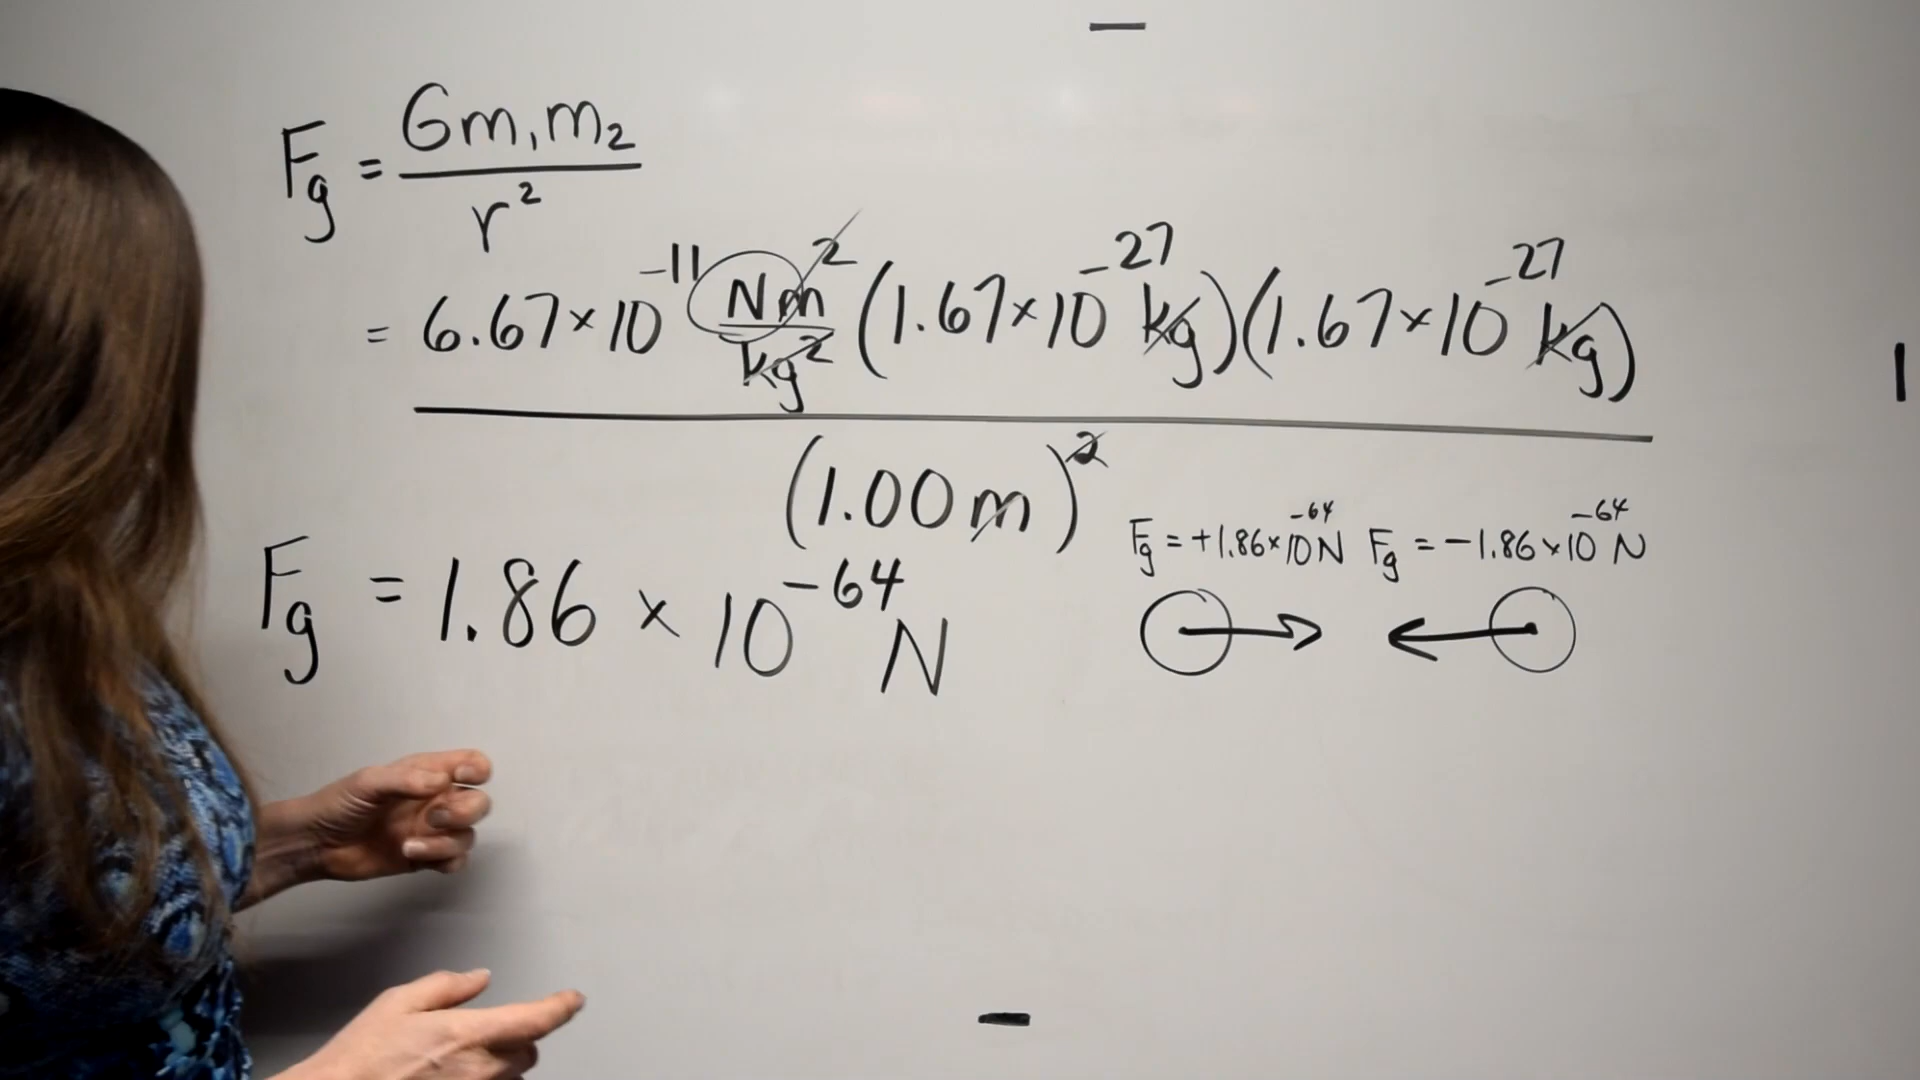 Fg = Gm₁m₂
r²
= 6.67×10⁻¹¹ Nm²/kg² (1.67×10⁻²⁷ kg)(1.67×10⁻²⁷ kg)
(1.00m)²
Fg = +1.86×10⁻⁶⁴ N Fg = -1.86×10⁻⁶⁴ N
Fg = 1.86 × 10⁻⁶⁴ N